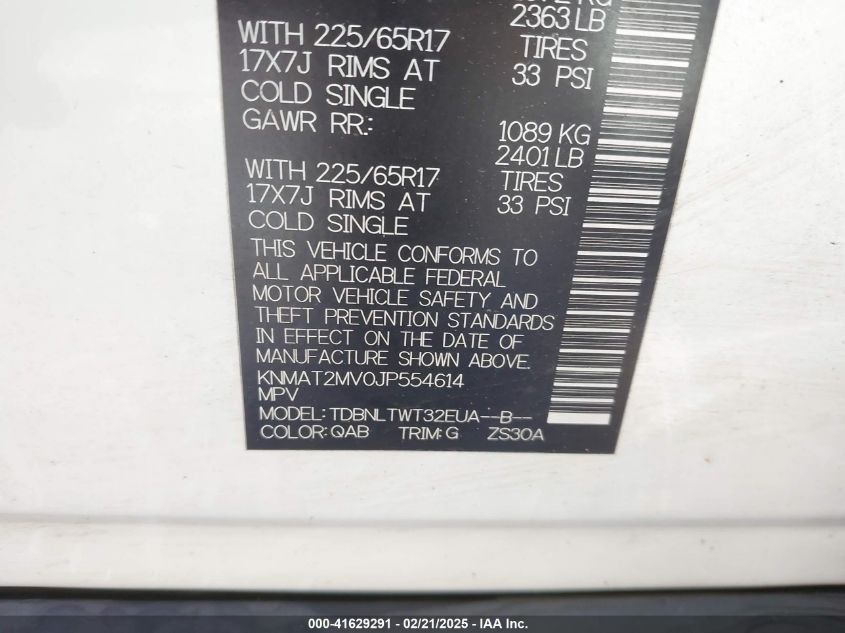 2363 LB
WITH 225/65R17 TIRES
17X7J RIMS AT 33 PSI
COLD SINGLE
GAWR RR: 1089 KG
2401 LB
WITH 225/65R17 TIRES
17X7J RIMS AT 33 PSI
COLD SINGLE
THIS VEHICLE CONFORMS TO
ALL APPLICABLE FEDERAL
MOTOR VEHICLE SAFETY AND
THEFT PREVENTION STANDARDS
IN EFFECT ON THE DATE OF
MANUFACTURE SHOWN ABOVE.
KNMAT2MV0JP554614
MPV
MODEL: TDBNLTWT32EUA--B--
COLOR: QAB TRIM: G ZS30A
000-41629291 - 02/21/2025 - Copyright © IAA, Inc.